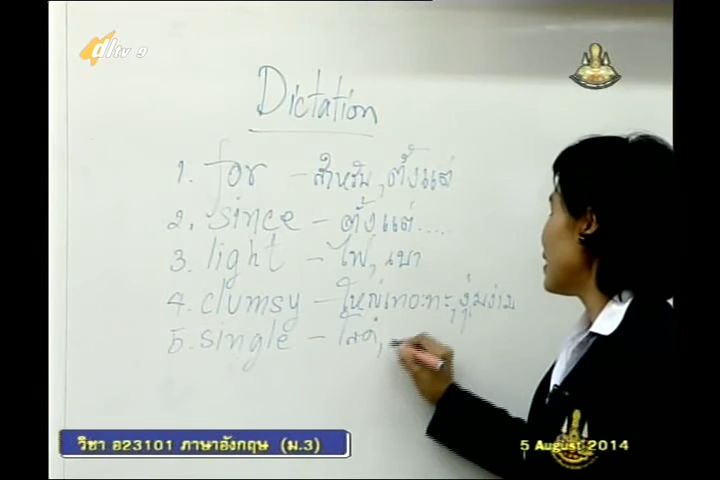 dltv 9
Dictation
1. for - สำหรับ, ตั้งแต่
2. since - ตั้งแต่.....
3. light - ไฟ, เบา
4. clumsy - ใหญ่เทอะทะ, งุ่มง่าม
5. single - โสด,
วิชา อ23101 ภาษาอังกฤษ (ม.3)
5 August 2014